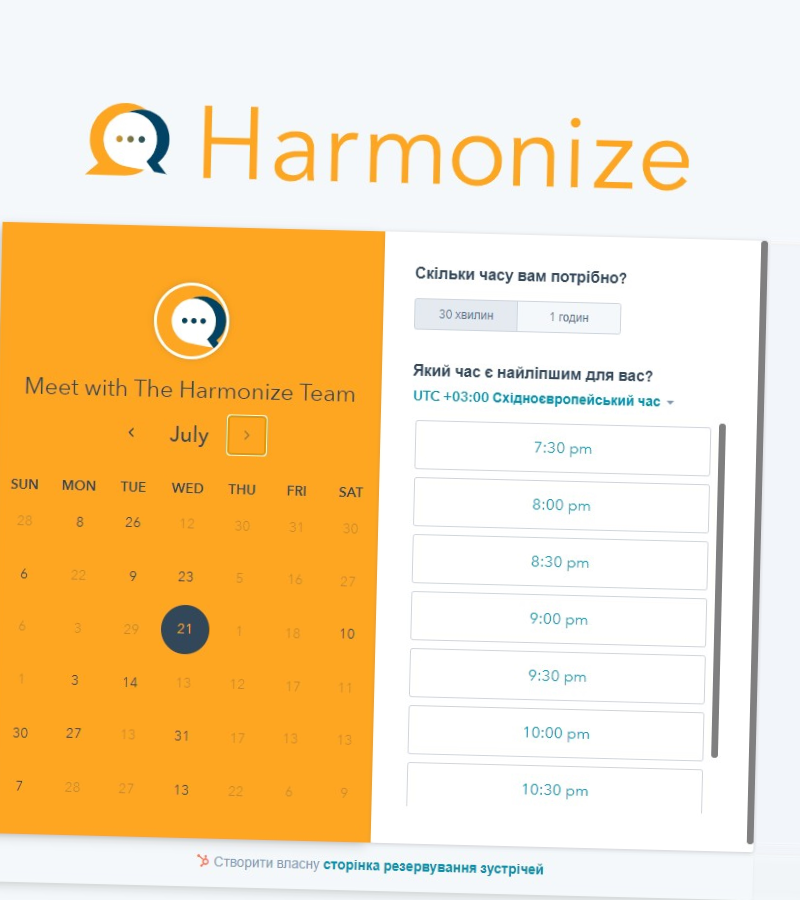 Harmonize
Meet with The Harmonize Team
July
SUN MON TUE WED THU FRI SAT
28 8 26 12 30 31 30
6 22 9 23 5 16 27
6 3 29 21 1 18 10
1 3 14 13 12 17 11
30 27 13 31 17 13 13
7 28 27 13 22 6 9
Скільки часу вам потрібно?
30 хвилин 1 годин
Який час є найліпшим для вас?
UTC +03:00 Східноєвропейський час
7:30 pm
8:00 pm
8:30 pm
9:00 pm
9:30 pm
10:00 pm
10:30 pm
Створити власну сторінка резервування зустрічей